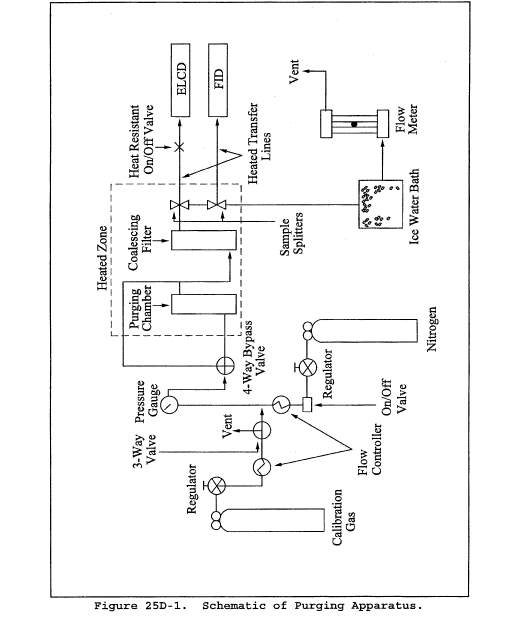 ELCD
FID
Vent
Heat Resistant
On/Off Valve
Heated Transfer
Lines
Flow
Meter
Heated Zone
Coalescing
Filter
Sample
Splitters
Ice Water Bath
Purging
Chamber
4-Way Bypass
Valve
Nitrogen
Regulator
Pressure
Gauge
On/Off
Valve
Vent
3-Way
Valve
Flow
Controller
Regulator
Calibration
Gas
Figure 25D-1. Schematic of Purging Apparatus.